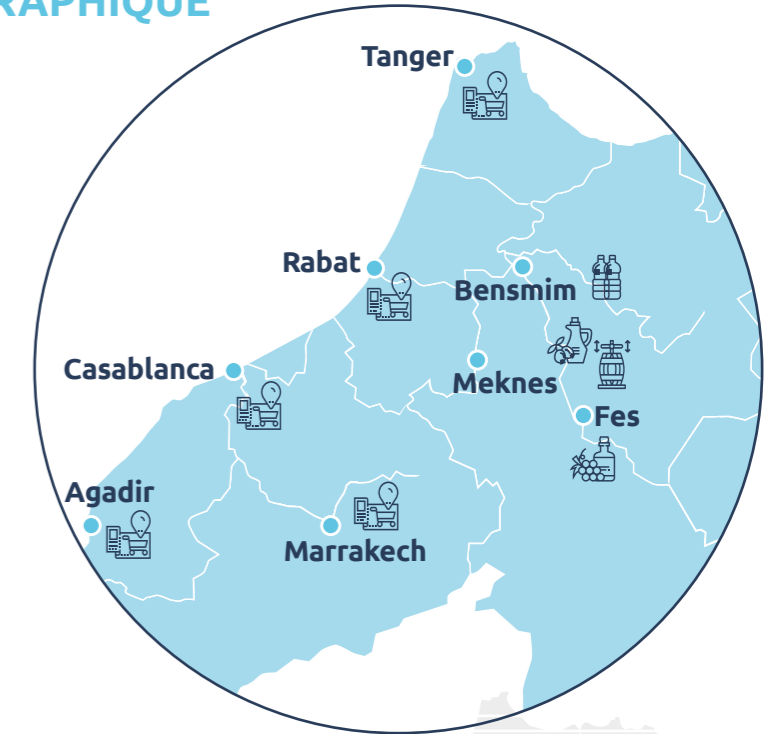 RAPHIQUE
Tanger
Rabat
Bensmim
Casablanca
Meknes
Fes
Agadir
Marrakech